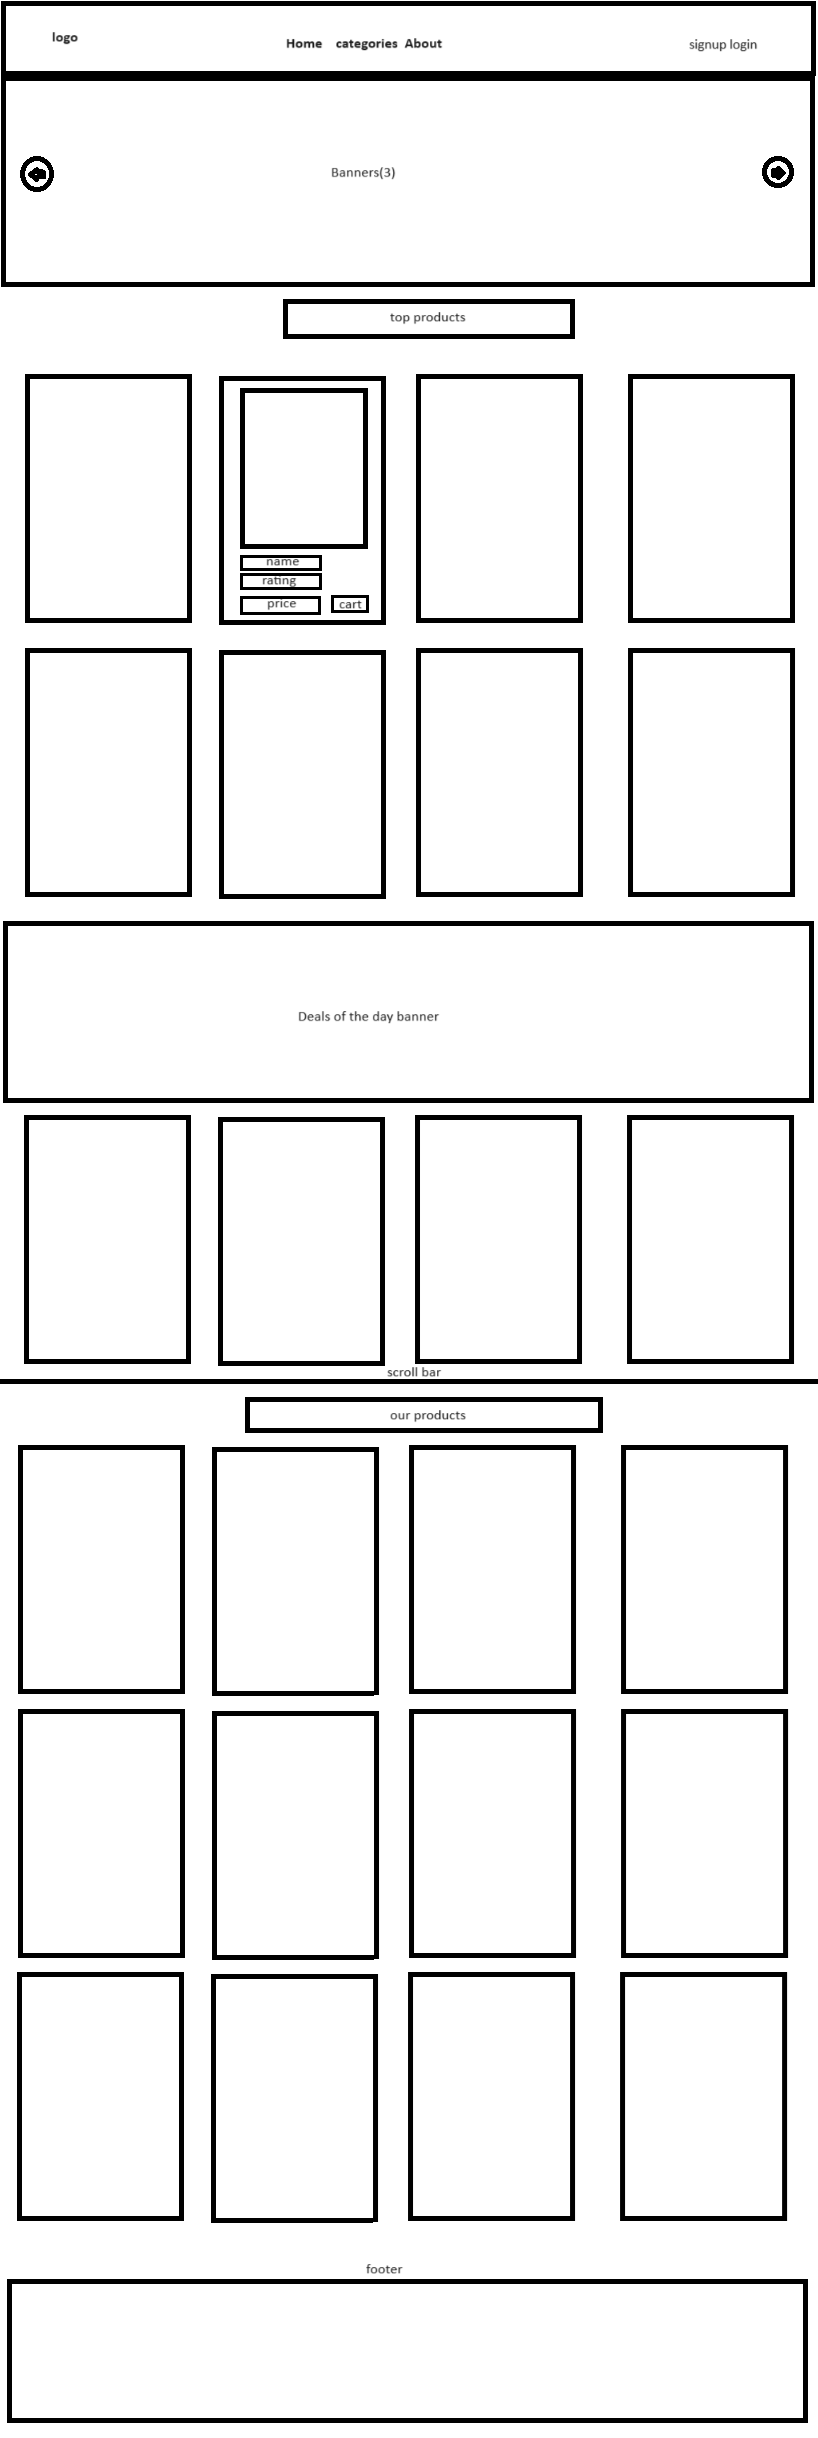 logo
Home categories About
signup login
Banners(3)
top products
name
rating
price
cart
Deals of the day banner
scroll bar
our products
footer